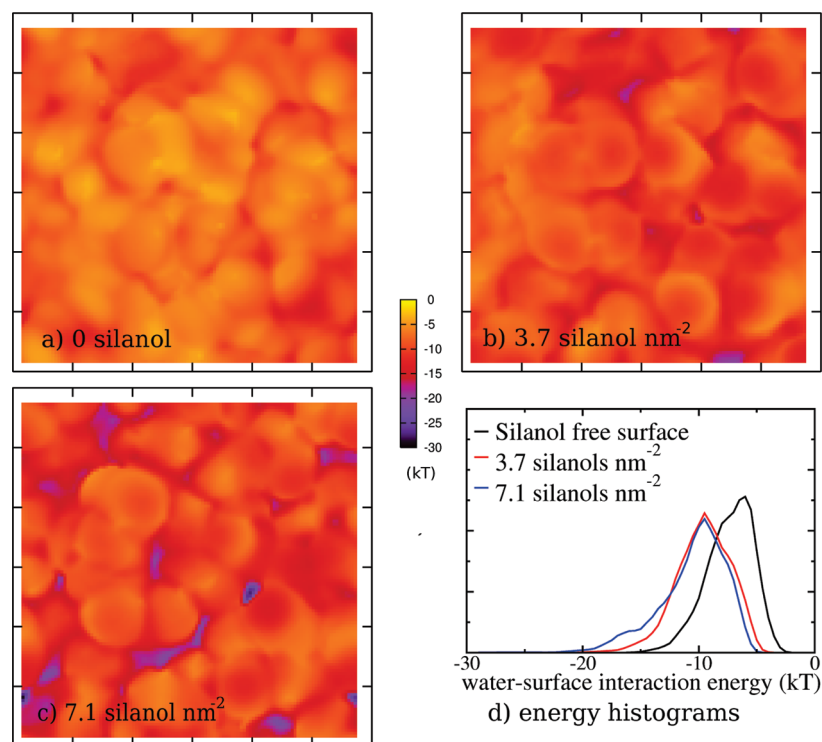 a) 0 silanol
b) 3.7 silanol nm-2
0
-5
-10
-15
-20
-25
-30
(kT)
c) 7.1 silanol nm-2
Silanol free surface
3.7 silanols nm-2
7.1 silanols nm-2
-30 -20 -10 0
water-surface interaction energy (kT)
d) energy histograms